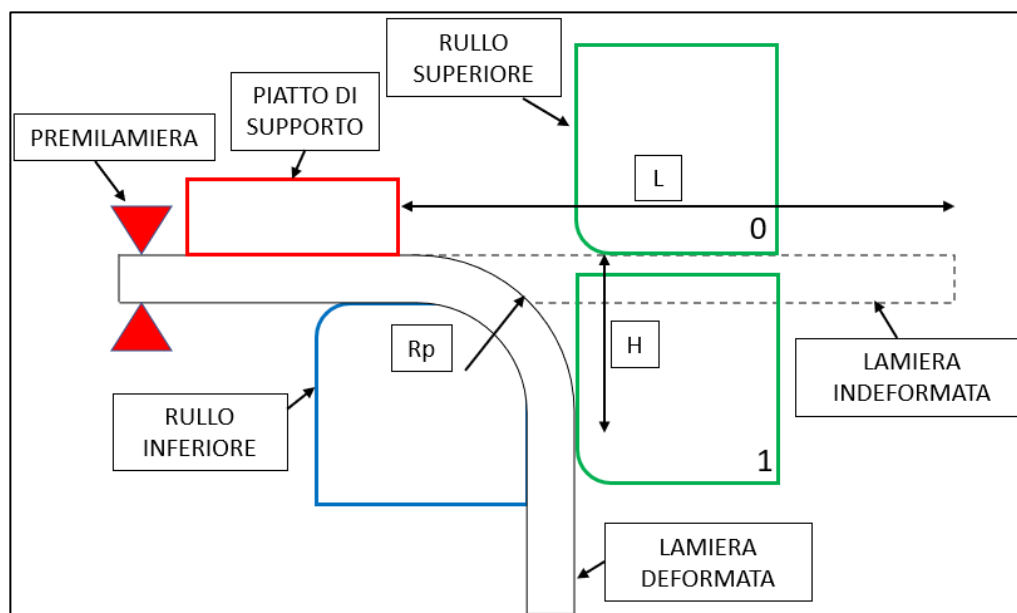 RULLO
SUPERIORE
PIATTO DI
SUPPORTO
PREMILAMIERA
L
0
Rp
H
LAMIERA
INDEFORMATA
RULLO
INFERIORE
1
LAMIERA
DEFORMATA